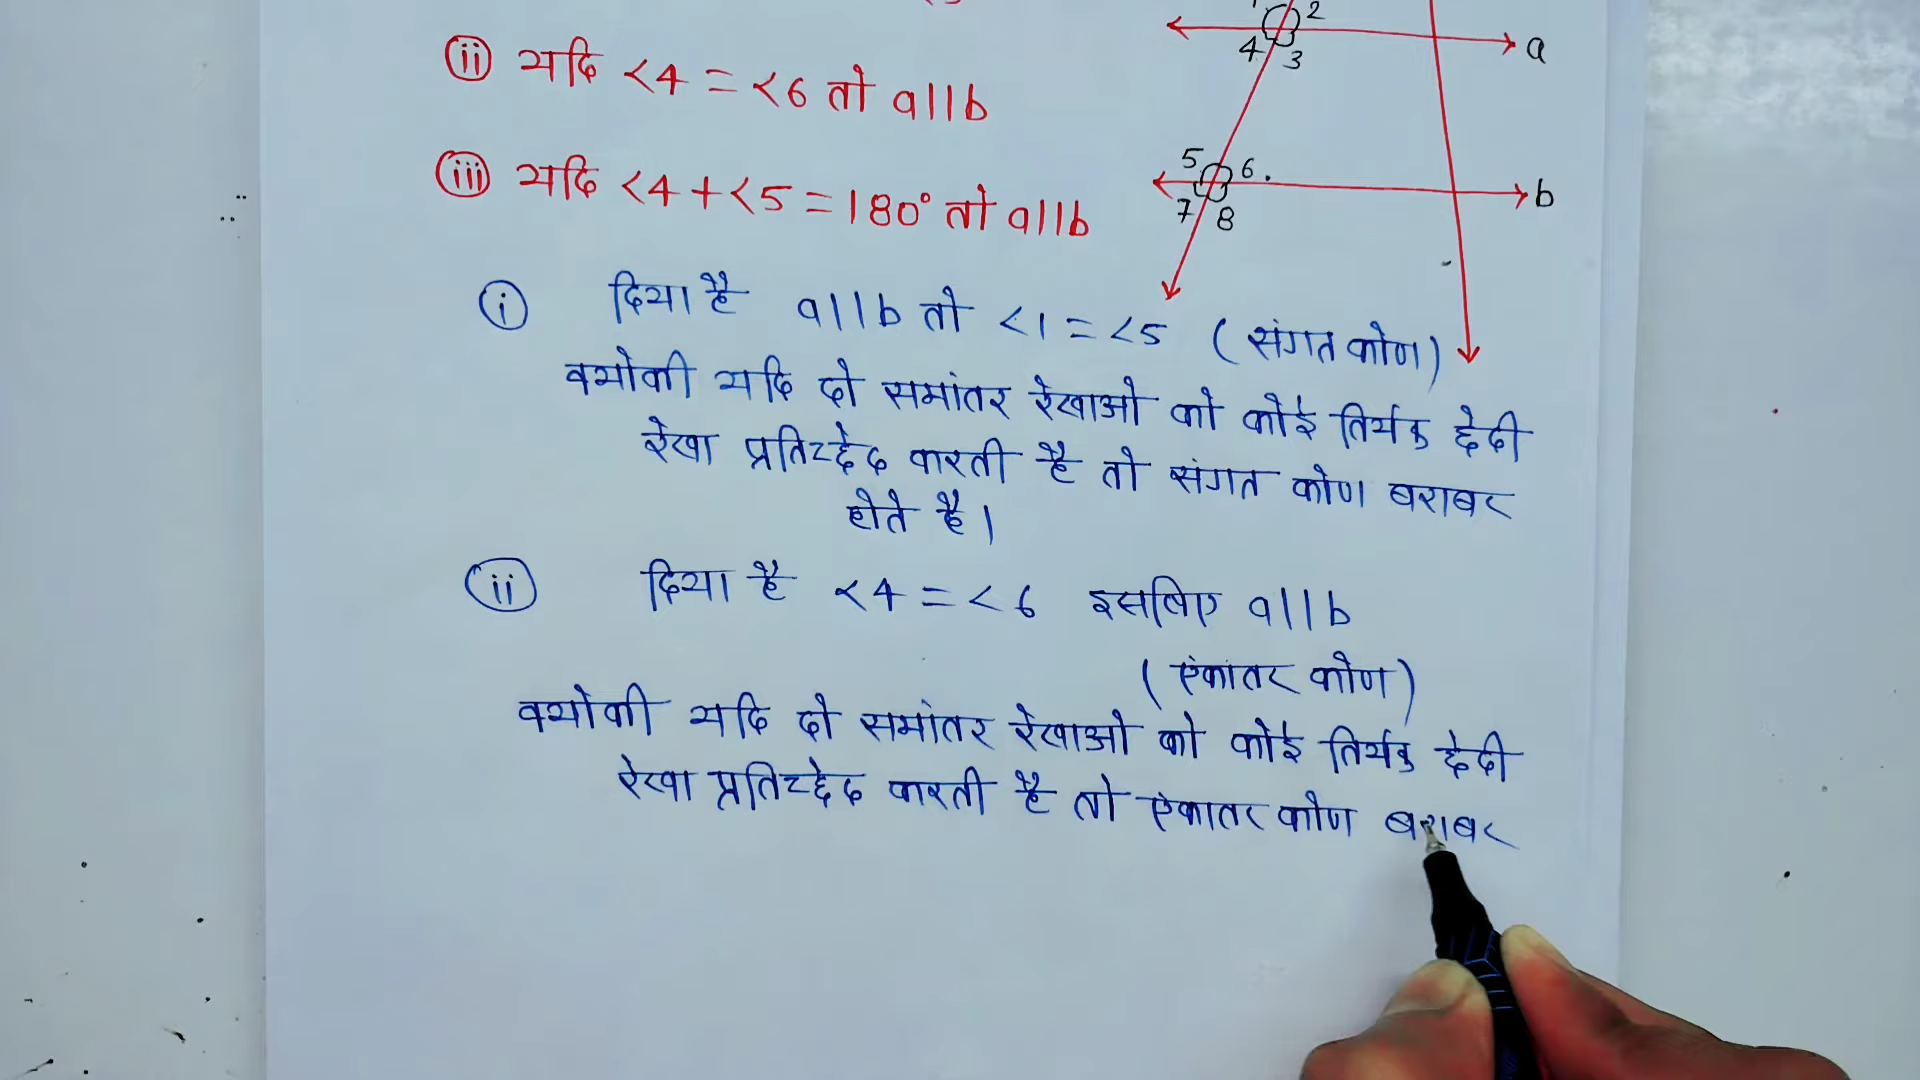 ii यदि <4 = <6 तो a||b
iii यदि <4+<5 = 180° तो a||b
2
4 3 a
5 6.
7 8 b
i दिया है a||b तो <1 = <5 (संगत कोण)
क्योकी यदि दो समांतर रेखाओ को कोई तिर्यक छेदी
रेखा प्रतिच्छेद करती है तो संगत कोण बराबर
होते है।
ii दिया है <4 = <6 इसलिए a||b
(एंकातर कोण)
क्योकी यदि दो समांतर रेखाओ को कोई तिर्यक छेदी
रेखा प्रतिच्छेद करती है तो एंकातर कोण बराबर